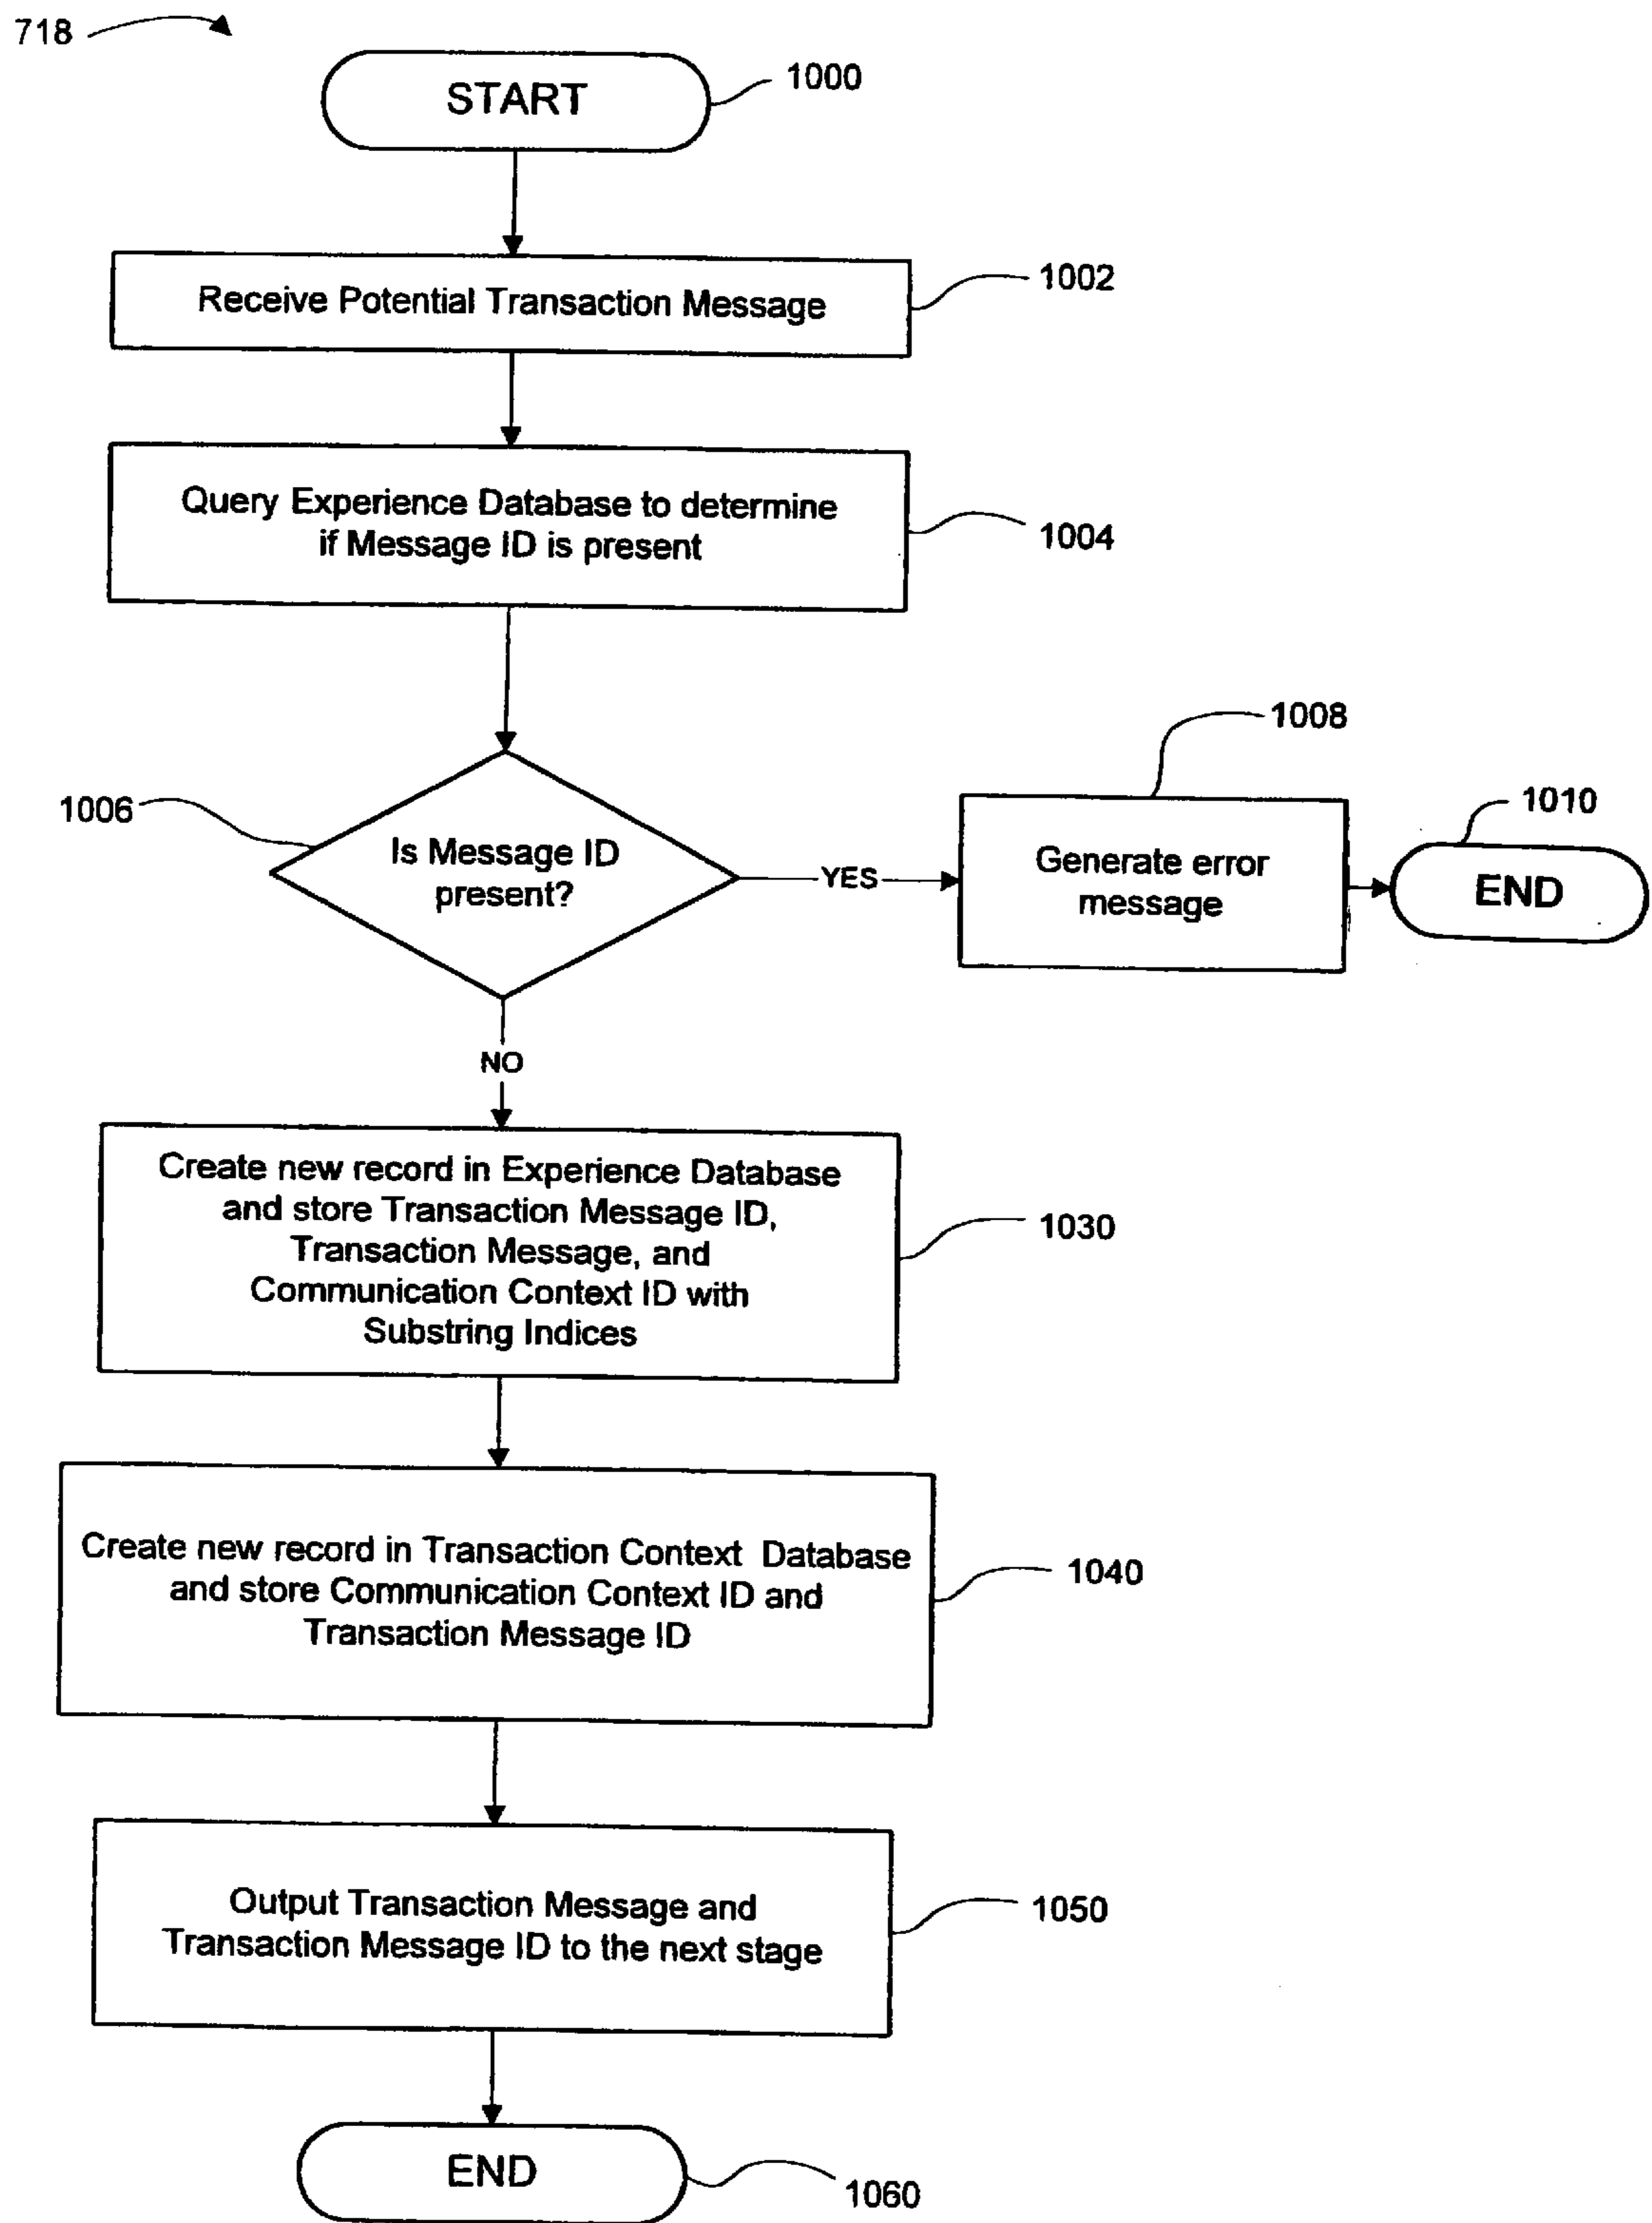 718
START
1000
Receive Potential Transaction Message
1002
Query Experience Database to determine
if Message ID is present
1004
1006
Is Message ID
present?
YES
1008
Generate error
message
1010
END
NO
Create new record in Experience Database
and store Transaction Message ID,
Transaction Message, and
Communication Context ID with
Substring Indices
1030
Create new record in Transaction Context Database
and store Communication Context ID and
Transaction Message ID
1040
Output Transaction Message and
Transaction Message ID to the next stage
1050
END
1060